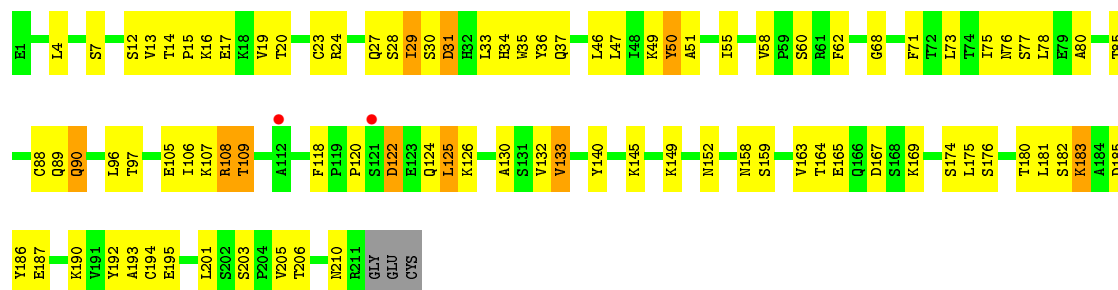 E1 L4 S7 S12 V13 T14 P15 K16 E17 K18 V19 T20 C23 R24 Q27 S28 I29 S30 D31 H32 L33 H34 W35 Y36 Q37 L46 L47 I48 K49 Y50 A51 I55 V58 P59 S60 R61 F62 G68 F71 T72 L73 T74 I75 N76 S77 L78 E79 A80
C88 Q89 Q90 L96 T97 E105 I106 K107 R108 T109 A112 F118 P119 P120 S121 D122 E123 Q124 L125 K126 A130 S131 V132 V133 Y140 K145 K149 N152 N158 S159 V163 T164 E165 Q166 D167 S168 K169 S174 L175 S176 T180 L181 S182 K183 A184 D185
Y186 E187 K190 V191 Y192 A193 C194 E195 L201 S202 S203 P204 V205 T206 N210 R211 GLY GLU CYS